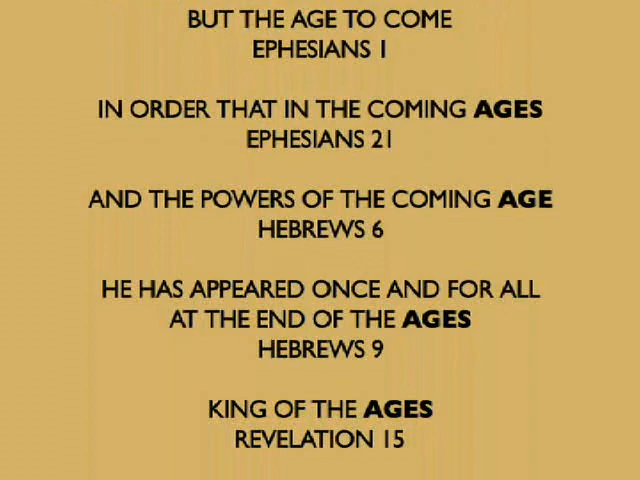 BUT THE AGE TO COME
EPHESIANS 1
IN ORDER THAT IN THE COMING AGES
EPHESIANS 21
AND THE POWERS OF THE COMING AGE
HEBREWS 6
HE HAS APPEARED ONCE AND FOR ALL
AT THE END OF THE AGES
HEBREWS 9
KING OF THE AGES
REVELATION 15